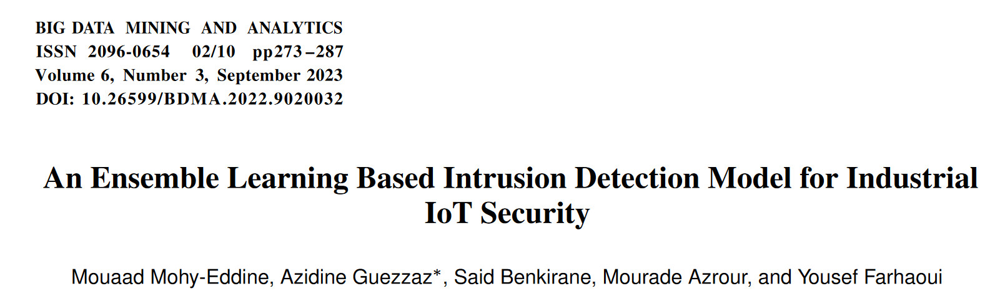 BIG DATA MINING AND ANALYTICS
ISSN 2096-0654 02/10 pp273–287
Volume 6, Number 3, September 2023
DOI: 10.26599/BDMA.2022.9020032
An Ensemble Learning Based Intrusion Detection Model for Industrial
IoT Security
Mouaad Mohy-Eddine, Azidine Guezzaz*, Said Benkirane, Mourade Azrour, and Yousef Farhaoui